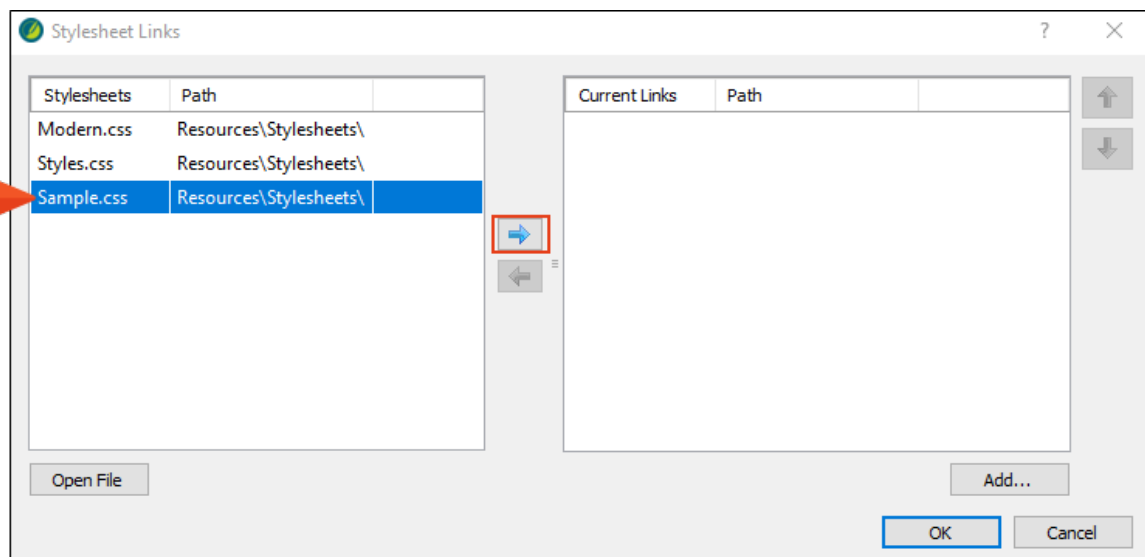 Stylesheet Links
Stylesheets Path
Current Links Path
Modern.css Resources\Stylesheets\
Styles.css Resources\Stylesheets\
Sample.css Resources\Stylesheets\
Open File
Add...
OK Cancel